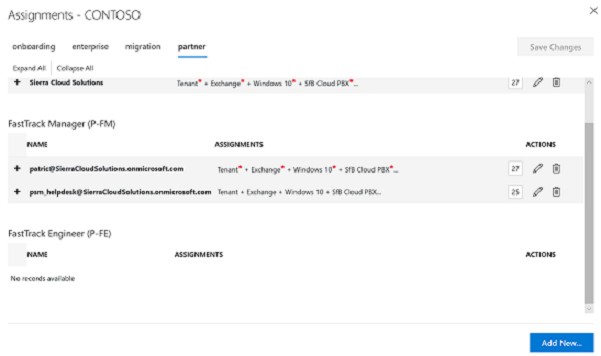 Assignments - CONTOSO
onboarding enterprise migration partner
Save Changes
Expand All Collapse All
Sierra Cloud Solutions Tenant* + Exchange* + Windows 10* + SfB Cloud PBX*... 27
FastTrack Manager (P-FM)
NAME ASSIGNMENTS ACTIONS
patric@SierraCloudSolutions.onmicrosoft.com Tenant* + Exchange* + Windows 10* + SfB Cloud PBX*... 27
psm_helpdesk@SierraCloudSolutions.onmicrosoft.com Tenant + Exchange + Windows 10 + SfB Cloud PBX... 25
FastTrack Engineer (P-FE)
NAME ASSIGNMENTS ACTIONS
No records available
Add New...